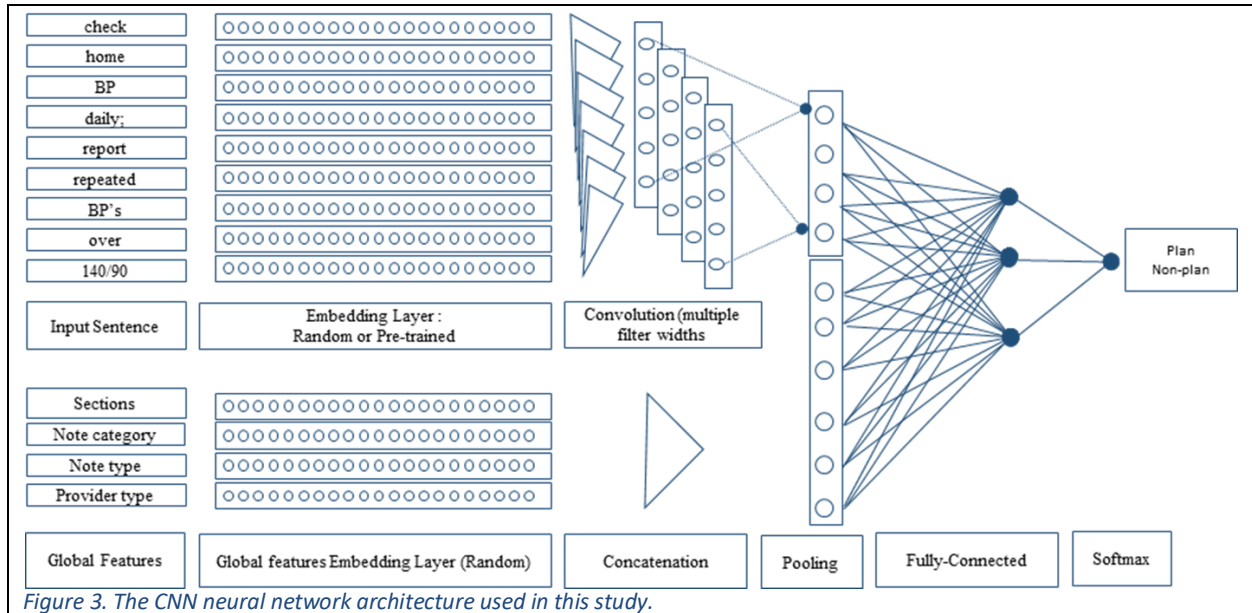 check
home
BP
daily;
report
repeated
BP's
over
140/90
Input Sentence
Embedding Layer :
Random or Pre-trained
Convolution (multiple
filter widths
Sections
Note category
Note type
Provider type
Plan
Non-plan
Global Features
Global features Embedding Layer (Random)
Concatenation
Pooling
Fully-Connected
Softmax
Figure 3. The CNN neural network architecture used in this study.